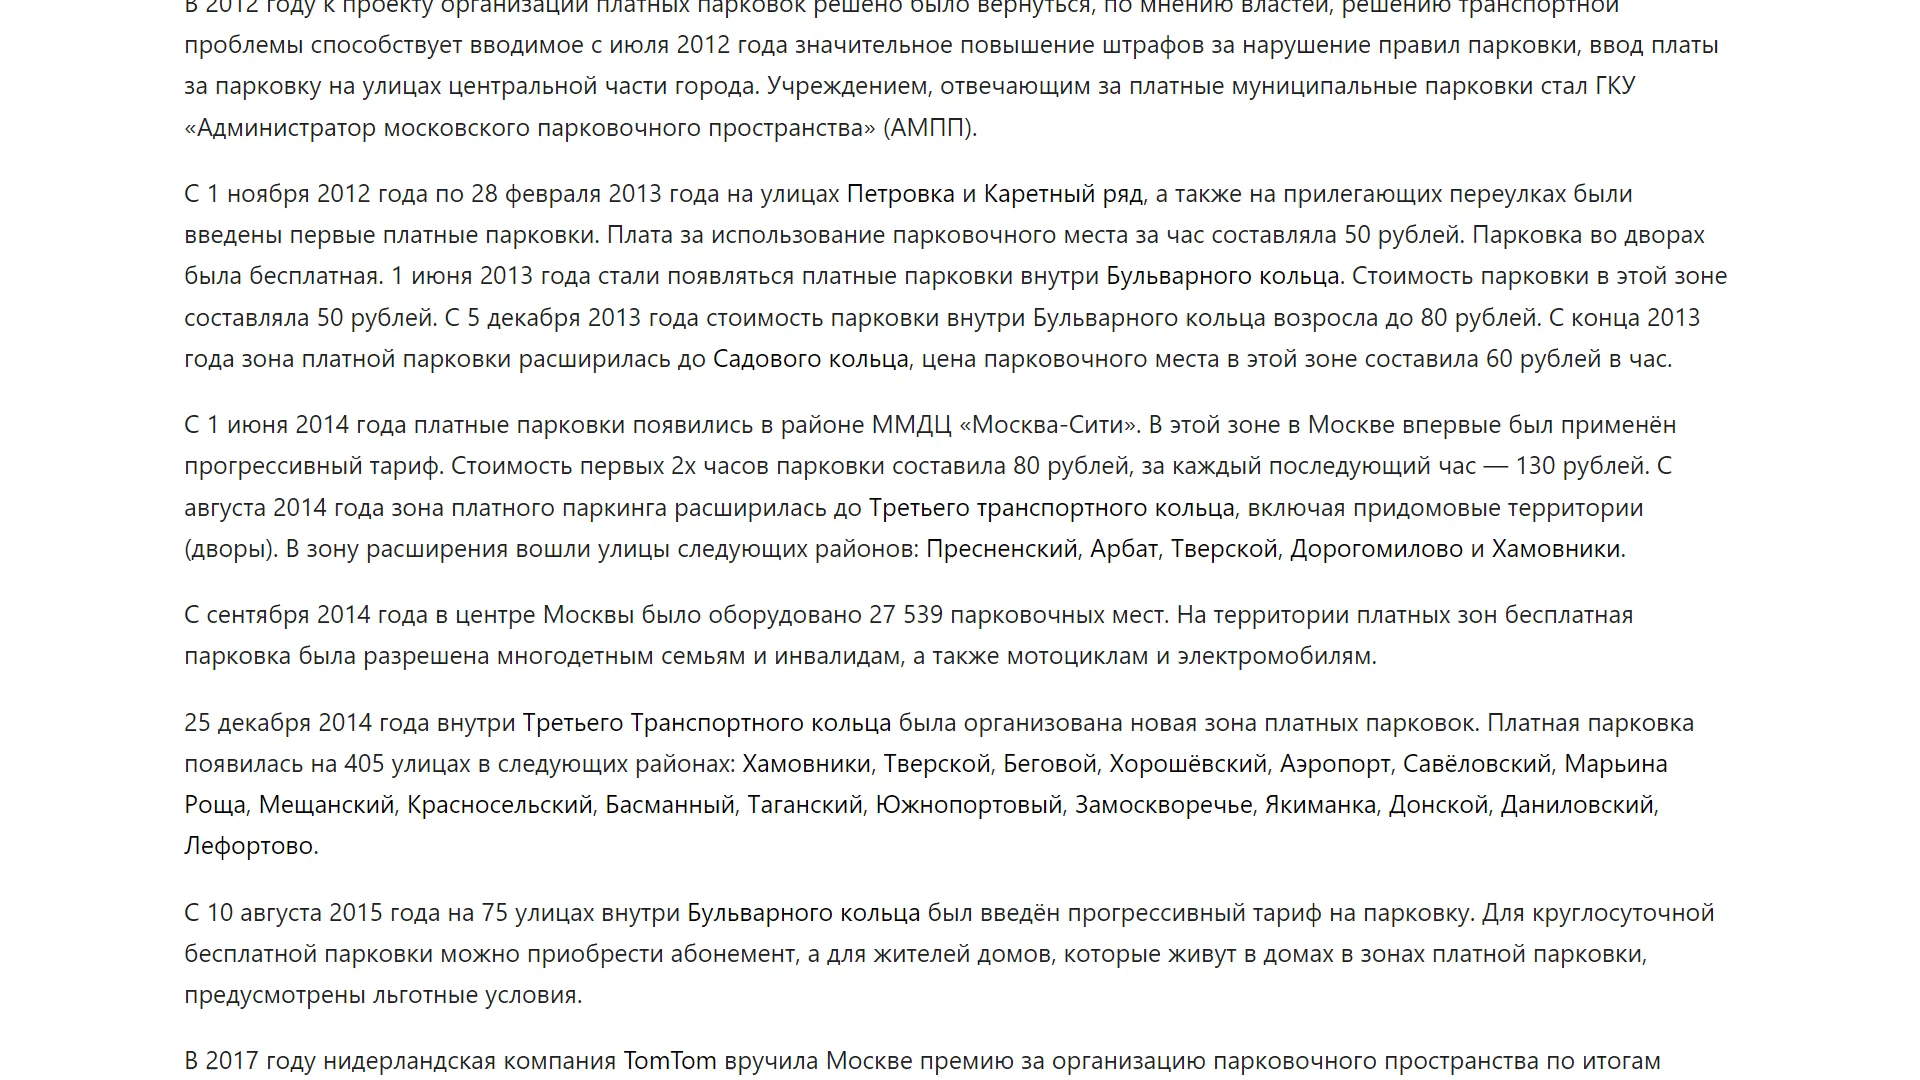 В 2012 году к проекту организации платных парковок решено было вернуться, по мнению властей, решению транспортной
проблемы способствует вводимое с июля 2012 года значительное повышение штрафов за нарушение правил парковки, ввод платы
за парковку на улицах центральной части города. Учреждением, отвечающим за платные муниципальные парковки стал ГКУ
«Администратор московского парковочного пространства» (АМПП).
С 1 ноября 2012 года по 28 февраля 2013 года на улицах Петровка и Каретный ряд, а также на прилегающих переулках были
введены первые платные парковки. Плата за использование парковочного места за час составляла 50 рублей. Парковка во дворах
была бесплатная. 1 июня 2013 года стали появляться платные парковки внутри Бульварного кольца. Стоимость парковки в этой зоне
составляла 50 рублей. С 5 декабря 2013 года стоимость парковки внутри Бульварного кольца возросла до 80 рублей. С конца 2013
года зона платной парковки расширилась до Садового кольца, цена парковочного места в этой зоне составила 60 рублей в час.
С 1 июня 2014 года платные парковки появились в районе ММДЦ «Москва-Сити». В этой зоне в Москве впервые был применён
прогрессивный тариф. Стоимость первых 2х часов парковки составила 80 рублей, за каждый последующий час — 130 рублей. С
августа 2014 года зона платного паркинга расширилась до Третьего транспортного кольца, включая придомовые территории
(дворы). В зону расширения вошли улицы следующих районов: Пресненский, Арбат, Тверской, Дорогомилово и Хамовники.
С сентября 2014 года в центре Москвы было оборудовано 27 539 парковочных мест. На территории платных зон бесплатная
парковка была разрешена многодетным семьям и инвалидам, а также мотоциклам и электромобилям.
25 декабря 2014 года внутри Третьего Транспортного кольца была организована новая зона платных парковок. Платная парковка
появилась на 405 улицах в следующих районах: Хамовники, Тверской, Беговой, Хорошёвский, Аэропорт, Савёловский, Марьина
Роща, Мещанский, Красносельский, Басманный, Таганский, Южнопортовый, Замоскворечье, Якиманка, Донской, Даниловский,
Лефортово.
С 10 августа 2015 года на 75 улицах внутри Бульварного кольца был введён прогрессивный тариф на парковку. Для круглосуточной
бесплатной парковки можно приобрести абонемент, а для жителей домов, которые живут в домах в зонах платной парковки,
предусмотрены льготные условия.
В 2017 году нидерландская компания TomTom вручила Москве премию за организацию парковочного пространства по итогам